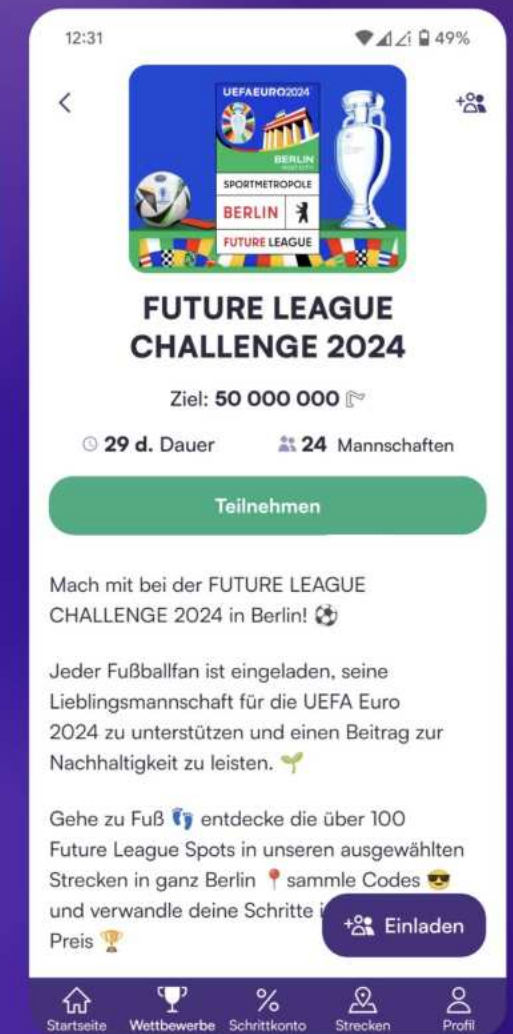 12:31
49%
UEFAEURO2024
BERLIN
HOST CITY
SPORTMETROPOLE
BERLIN
FUTURE LEAGUE
FUTURE LEAGUE
CHALLENGE 2024
Ziel: 50 000 000
29 d. Dauer 24 Mannschaften
Teilnehmen
Mach mit bei der FUTURE LEAGUE
CHALLENGE 2024 in Berlin! ⚽
Jeder Fußballfan ist eingeladen, seine
Lieblingsmannschaft für die UEFA Euro
2024 zu unterstützen und einen Beitrag zur
Nachhaltigkeit zu leisten. 🌱
Gehe zu Fuß 👣 entdecke die über 100
Future League Spots in unseren ausgewählten
Strecken in ganz Berlin 📍 sammle Codes 😎
und verwandle deine Schritte
Preis 🏆
Einladen
Startseite Wettbewerbe Schrittkonto Strecken Profil